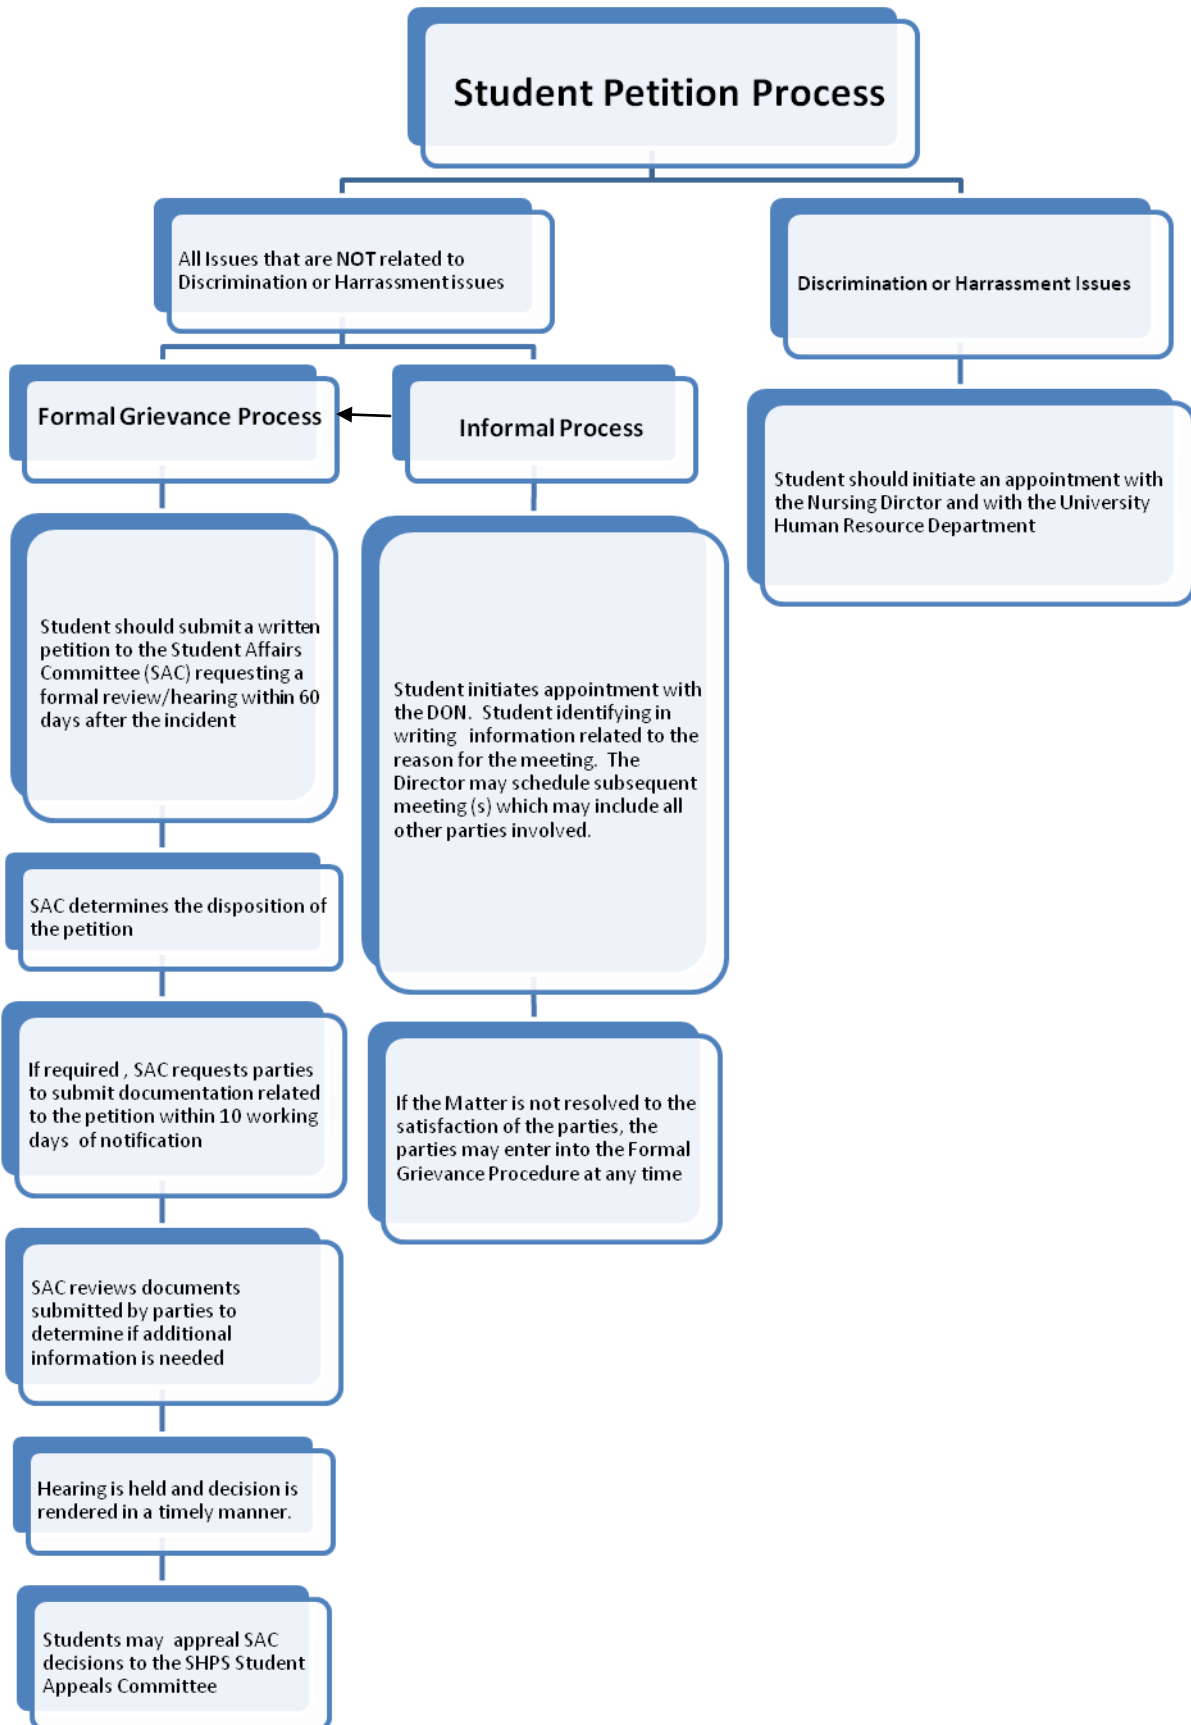 Student Petition Process
All Issues that are NOT related to
Discrimination or Harrassment issues
Discrimination or Harrassment Issues
Formal Grievance Process
Informal Process
Student should initiate an appointment with
the Nursing Dirctor and with the University
Human Resource Department
Student should submit a written
petition to the Student Affairs
Committee (SAC) requesting a
formal review/hearing within 60
days after the incident
Student initiates appointment with
the DON. Student identifying in
writing information related to the
reason for the meeting. The
Director may schedule subsequent
meeting (s) which may include all
other parties involved.
SAC determines the disposition of
the petition
If required , SAC requests parties
to submit documentation related
to the petition within 10 working
days of notification
If the Matter is not resolved to the
satisfaction of the parties, the
parties may enter into the Formal
Grievance Procedure at any time
SAC reviews documents
submitted by parties to
determine if additional
information is needed
Hearing is held and decision is
rendered in a timely manner.
Students may appreal SAC
decisions to the SHPS Student
Appeals Committee